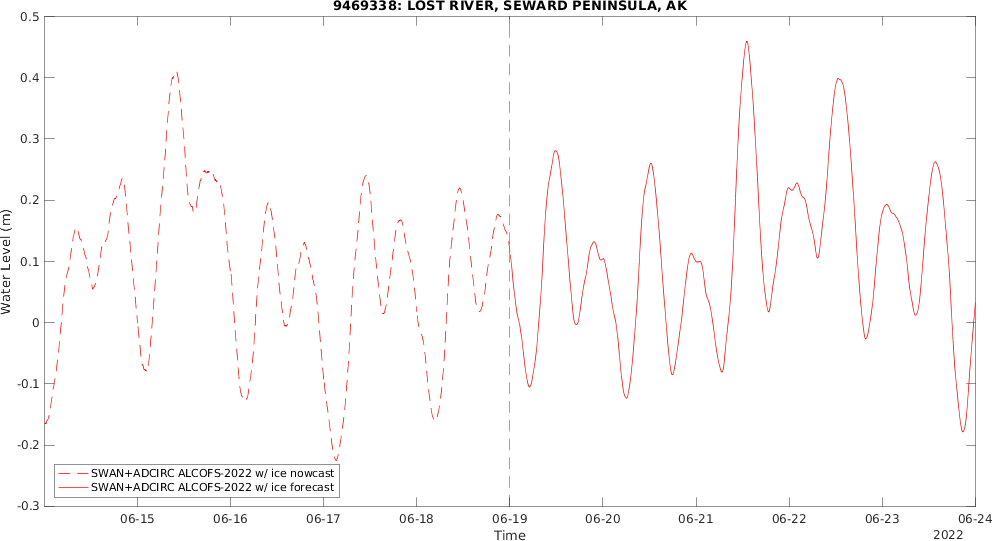 9469338: LOST RIVER, SEWARD PENINSULA, AK
0.5
0.4
0.3
0.2
0.1
0
-0.1
-0.2
-0.3
Water Level (m)
SWAN+ADCIRC ALCOFS-2022 w/ ice nowcast
SWAN+ADCIRC ALCOFS-2022 w/ ice forecast
06-15 06-16 06-17 06-18 06-19 06-20 06-21 06-22 06-23 06-24
Time
2022